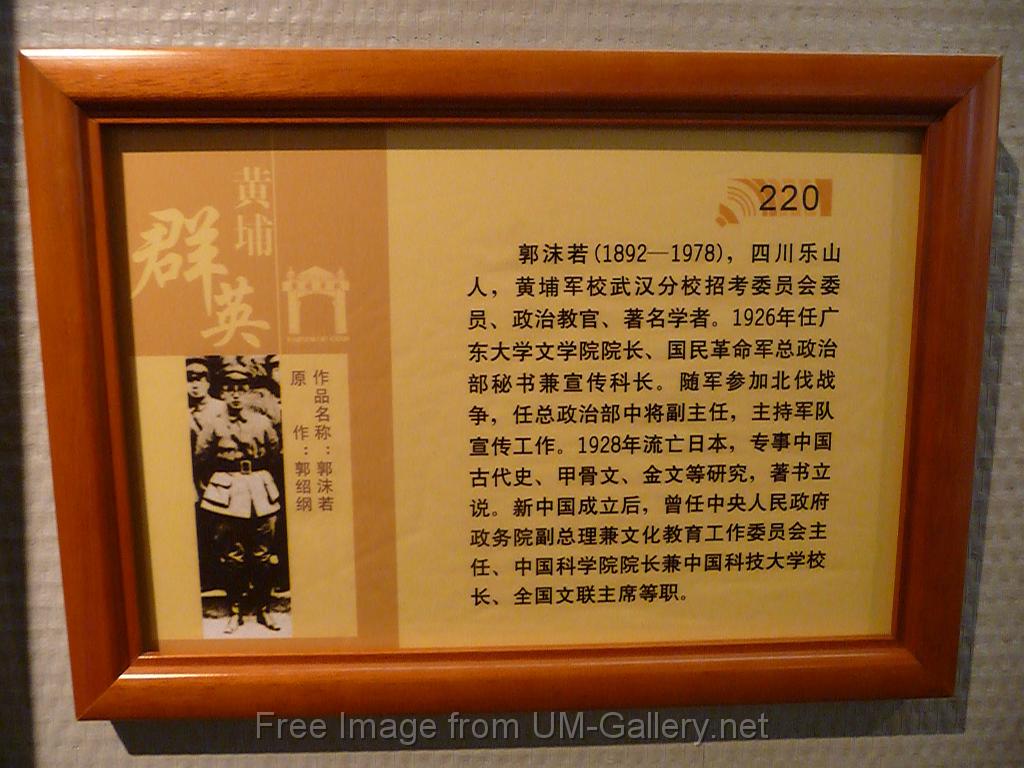 黄埔
群英
作品名称：郭沫若
原　作：郭绍纲
220
郭沫若(1892—1978)，四川乐山
人，黄埔军校武汉分校招考委员会委
员、政治教官、著名学者。1926年任广
东大学文学院院长、国民革命军总政治
部秘书兼宣传科长。随军参加北伐战
争，任总政治部中将副主任，主持军队
宣传工作。1928年流亡日本，专事中国
古代史、甲骨文、金文等研究，著书立
说。新中国成立后，曾任中央人民政府
政务院副总理兼文化教育工作委员会主
任、中国科学院院长兼中国科技大学校
长、全国文联主席等职。
Free Image from UM-Gallery.net